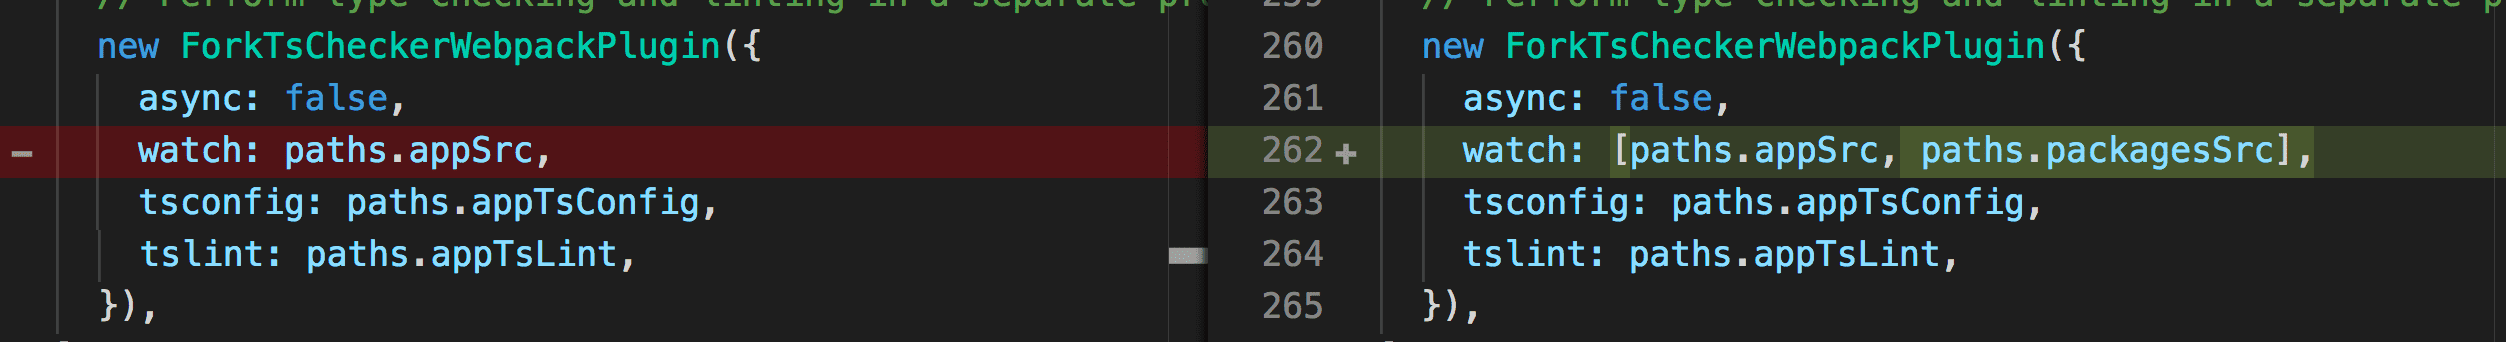 // Perform type checking and linting in a separate pr
new ForkTsCheckerWebpackPlugin({
async: false,
− watch: paths.appSrc,
tsconfig: paths.appTsConfig,
tslint: paths.appTsLint,
}),
259 // Perform type checking and linting in a separate p
260 new ForkTsCheckerWebpackPlugin({
261 async: false,
262 + watch: [paths.appSrc, paths.packagesSrc],
263 tsconfig: paths.appTsConfig,
264 tslint: paths.appTsLint,
265 }),